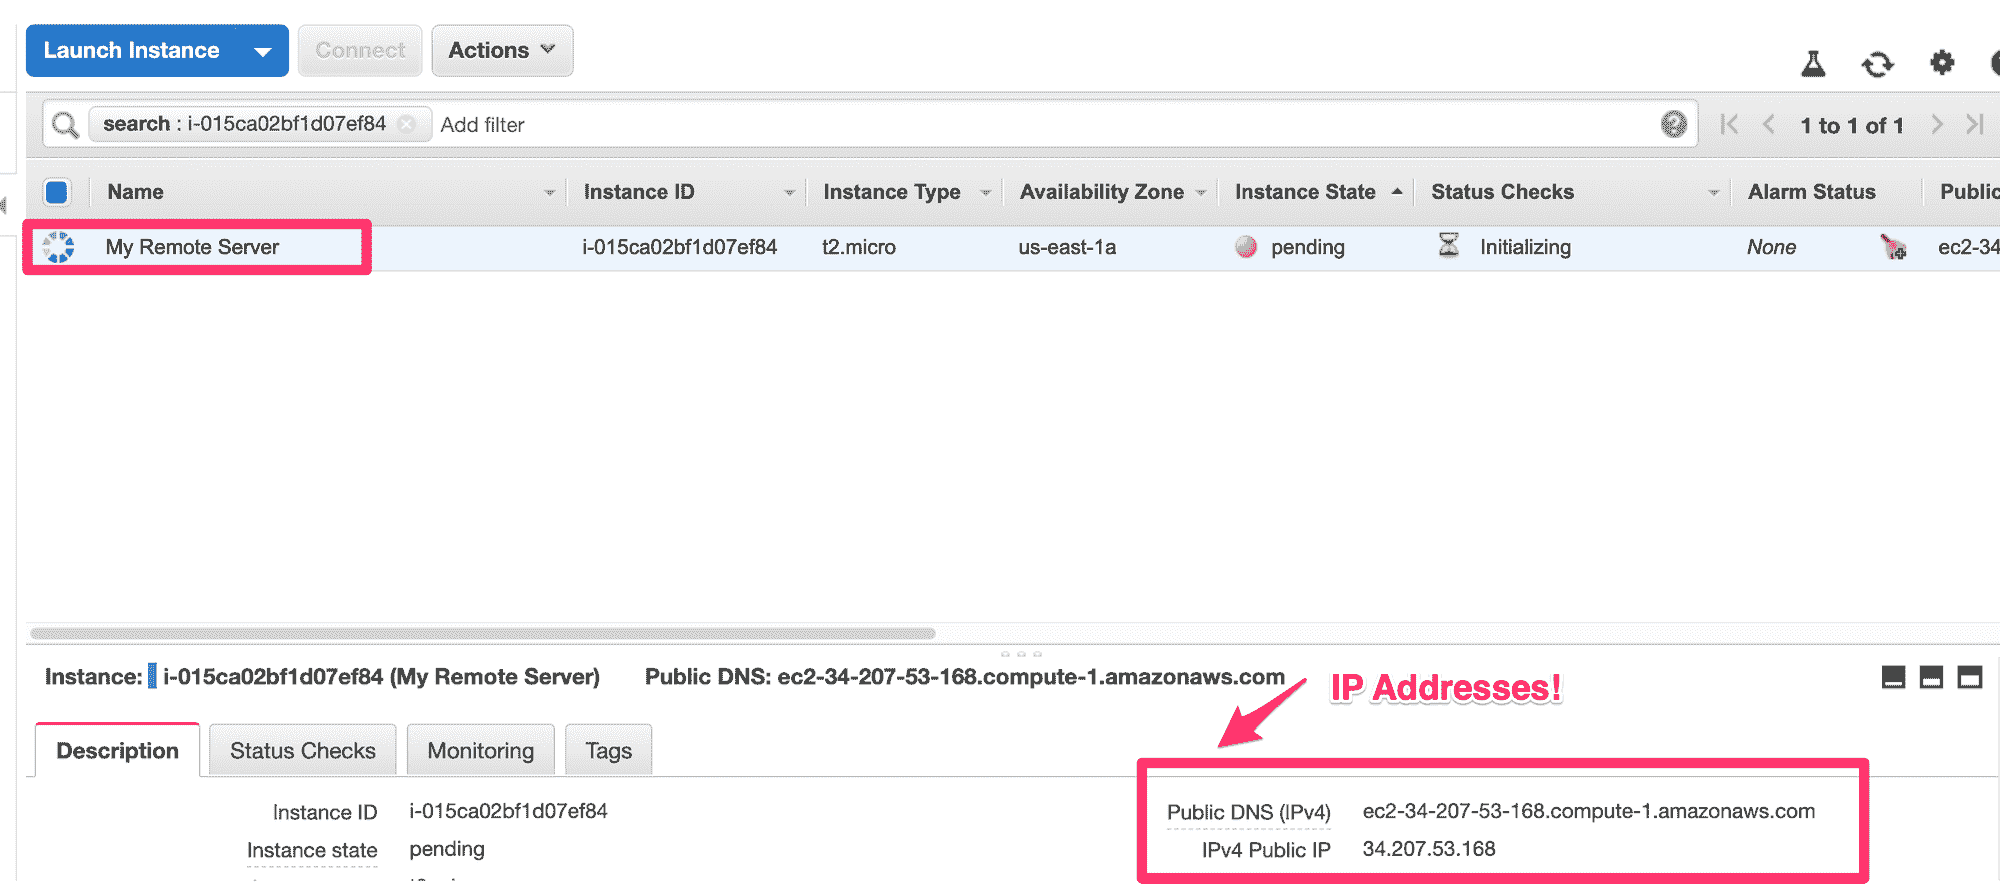 Launch Instance Connect Actions
search : i-015ca02bf1d07ef84 Add filter 1 to 1 of 1
Name Instance ID Instance Type Availability Zone Instance State Status Checks Alarm Status Public
My Remote Server i-015ca02bf1d07ef84 t2.micro us-east-1a pending Initializing None ec2-34
Instance: i-015ca02bf1d07ef84 (My Remote Server) Public DNS: ec2-34-207-53-168.compute-1.amazonaws.com
IP Addresses!
Description Status Checks Monitoring Tags
Instance ID i-015ca02bf1d07ef84 Public DNS (IPv4) ec2-34-207-53-168.compute-1.amazonaws.com
Instance state pending IPv4 Public IP 34.207.53.168